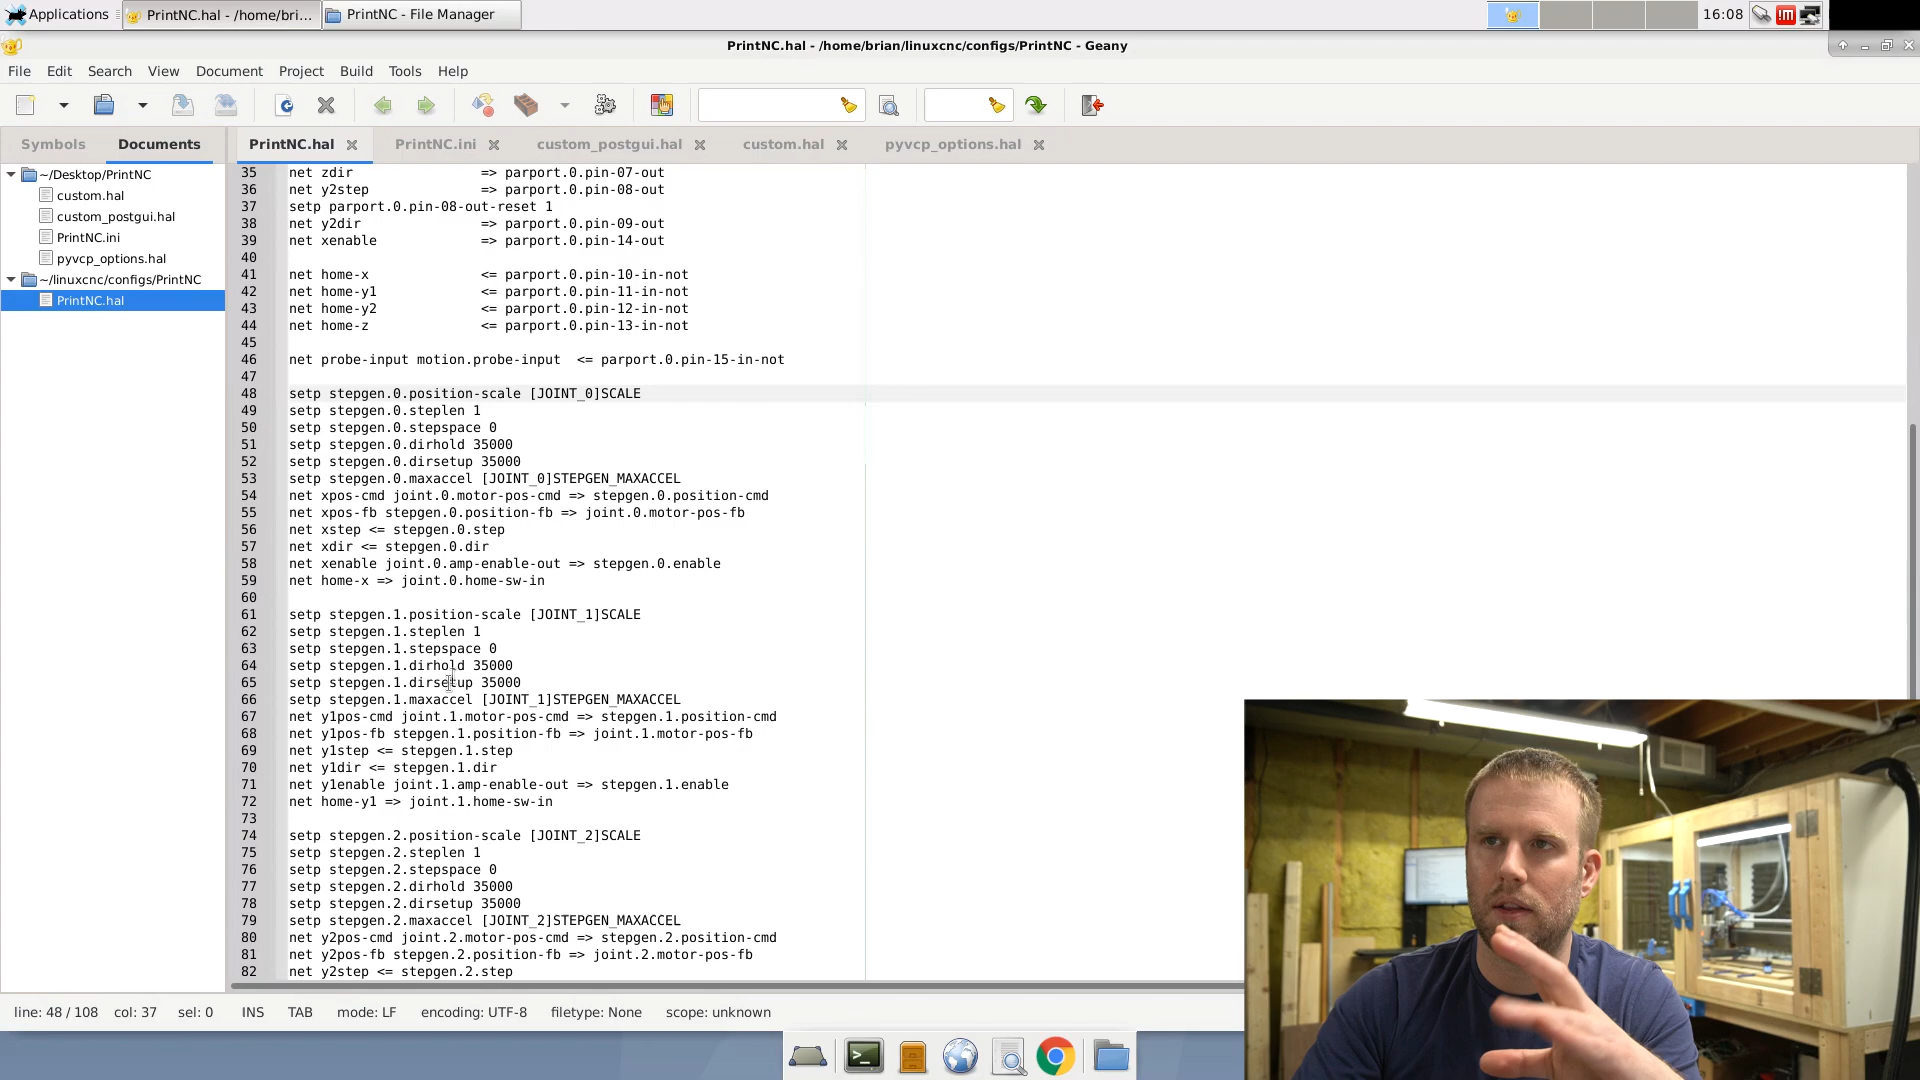 Applications
PrintNC.hal - /home/bri...
PrintNC - File Manager
16:08
PrintNC.hal - /home/brian/linuxcnc/configs/PrintNC - Geany
File Edit Search View Document Project Build Tools Help
Symbols Documents
PrintNC.hal PrintNC.ini custom_postgui.hal custom.hal pyvcp_options.hal
~/Desktop/PrintNC
custom.hal
custom_postgui.hal
PrintNC.ini
pyvcp_options.hal
~/linuxcnc/configs/PrintNC
PrintNC.hal
35 net zdir => parport.0.pin-07-out
36 net y2step => parport.0.pin-08-out
37 setp parport.0.pin-08-out-reset 1
38 net y2dir => parport.0.pin-09-out
39 net xenable => parport.0.pin-14-out
40
41 net home-x <= parport.0.pin-10-in-not
42 net home-y1 <= parport.0.pin-11-in-not
43 net home-y2 <= parport.0.pin-12-in-not
44 net home-z <= parport.0.pin-13-in-not
45
46 net probe-input motion.probe-input <= parport.0.pin-15-in-not
47
48 setp stepgen.0.position-scale [JOINT_0]SCALE
49 setp stepgen.0.steplen 1
50 setp stepgen.0.stepspace 0
51 setp stepgen.0.dirhold 35000
52 setp stepgen.0.dirsetup 35000
53 setp stepgen.0.maxaccel [JOINT_0]STEPGEN_MAXACCEL
54 net xpos-cmd joint.0.motor-pos-cmd => stepgen.0.position-cmd
55 net xpos-fb stepgen.0.position-fb => joint.0.motor-pos-fb
56 net xstep <= stepgen.0.step
57 net xdir <= stepgen.0.dir
58 net xenable joint.0.amp-enable-out => stepgen.0.enable
59 net home-x => joint.0.home-sw-in
60
61 setp stepgen.1.position-scale [JOINT_1]SCALE
62 setp stepgen.1.steplen 1
63 setp stepgen.1.stepspace 0
64 setp stepgen.1.dirhold 35000
65 setp stepgen.1.dirsetup 35000
66 setp stepgen.1.maxaccel [JOINT_1]STEPGEN_MAXACCEL
67 net y1pos-cmd joint.1.motor-pos-cmd => stepgen.1.position-cmd
68 net y1pos-fb stepgen.1.position-fb => joint.1.motor-pos-fb
69 net y1step <= stepgen.1.step
70 net y1dir <= stepgen.1.dir
71 net y1enable joint.1.amp-enable-out => stepgen.1.enable
72 net home-y1 => joint.1.home-sw-in
73
74 setp stepgen.2.position-scale [JOINT_2]SCALE
75 setp stepgen.2.steplen 1
76 setp stepgen.2.stepspace 0
77 setp stepgen.2.dirhold 35000
78 setp stepgen.2.dirsetup 35000
79 setp stepgen.2.maxaccel [JOINT_2]STEPGEN_MAXACCEL
80 net y2pos-cmd joint.2.motor-pos-cmd => stepgen.2.position-cmd
81 net y2pos-fb stepgen.2.position-fb => joint.2.motor-pos-fb
82 net y2step <= stepgen.2.step
line: 48 / 108 col: 37 sel: 0 INS TAB mode: LF encoding: UTF-8 filetype: None scope: unknown